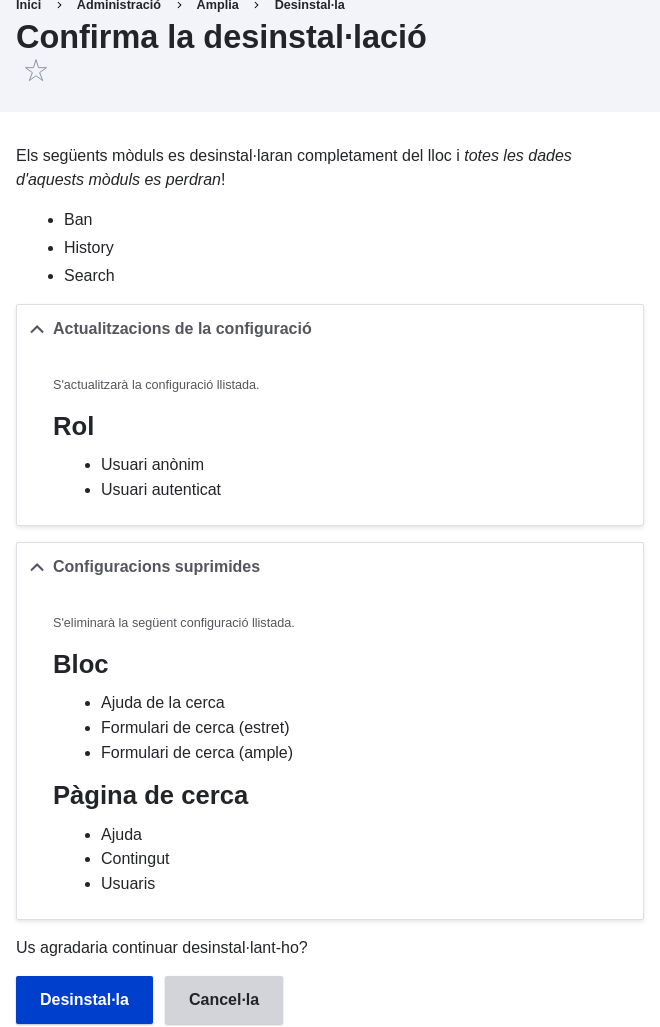 Inici › Administració › Amplia › Desinstal·la
Confirma la desinstal·lació
Els següents mòduls es desinstal·laran completament del lloc i totes les dades
d'aquests mòduls es perdran!
Ban
History
Search
Actualitzacions de la configuració
S'actualitzarà la configuració llistada.
Rol
Usuari anònim
Usuari autenticat
Configuracions suprimides
S'eliminarà la següent configuració llistada.
Bloc
Ajuda de la cerca
Formulari de cerca (estret)
Formulari de cerca (ample)
Pàgina de cerca
Ajuda
Contingut
Usuaris
Us agradaria continuar desinstal·lant-ho?
Desinstal·la Cancel·la